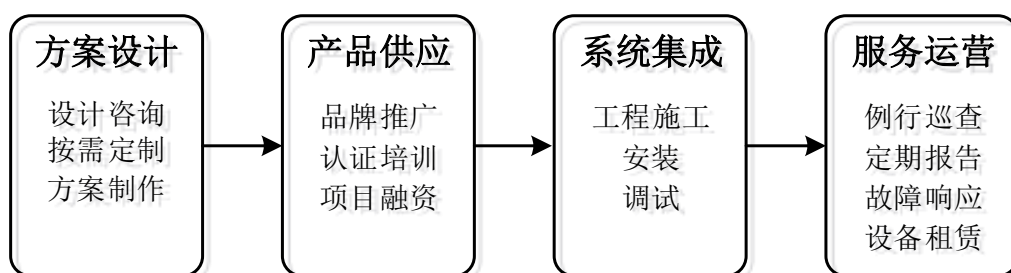 方案设计
设计咨询
按需定制
方案制作
产品供应
品牌推广
认证培训
项目融资
系统集成
工程施工
安装
调试
服务运营
例行巡查
定期报告
故障响应
设备租赁